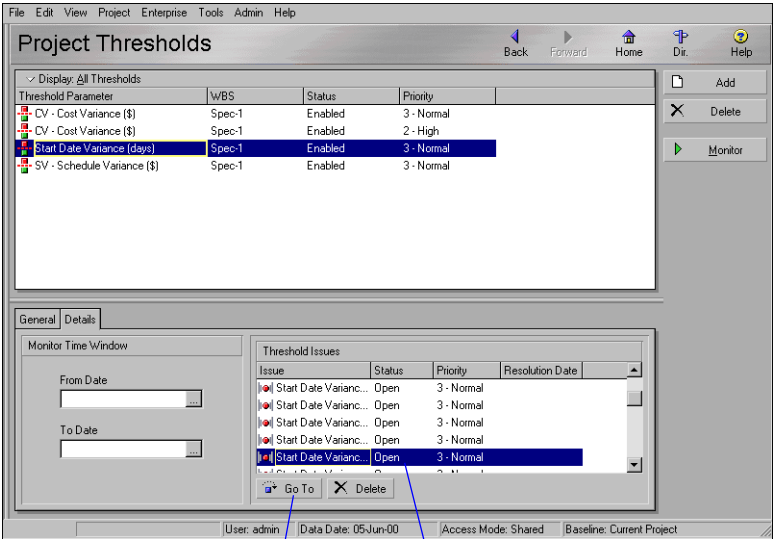 File Edit View Project Enterprise Tools Admin Help
Project Thresholds
Back Forward Home Dir. Help
Display: All Thresholds
Threshold Parameter WBS Status Priority
CV - Cost Variance ($) Spec-1 Enabled 3 - Normal
CV - Cost Variance ($) Spec-1 Enabled 2 - High
Start Date Variance (days) Spec-1 Enabled 3 - Normal
SV - Schedule Variance ($) Spec-1 Enabled 3 - Normal
Add
Delete
Monitor
General Details
Monitor Time Window
From Date
...
To Date
...
Threshold Issues
Issue Status Priority Resolution Date
Start Date Varianc... Open 3 - Normal
Start Date Varianc... Open 3 - Normal
Start Date Varianc... Open 3 - Normal
Start Date Varianc... Open 3 - Normal
Start Date Varianc... Open 3 - Normal
Go To Delete
User: admin Data Date: 05-Jun-00 Access Mode: Shared Baseline: Current Project